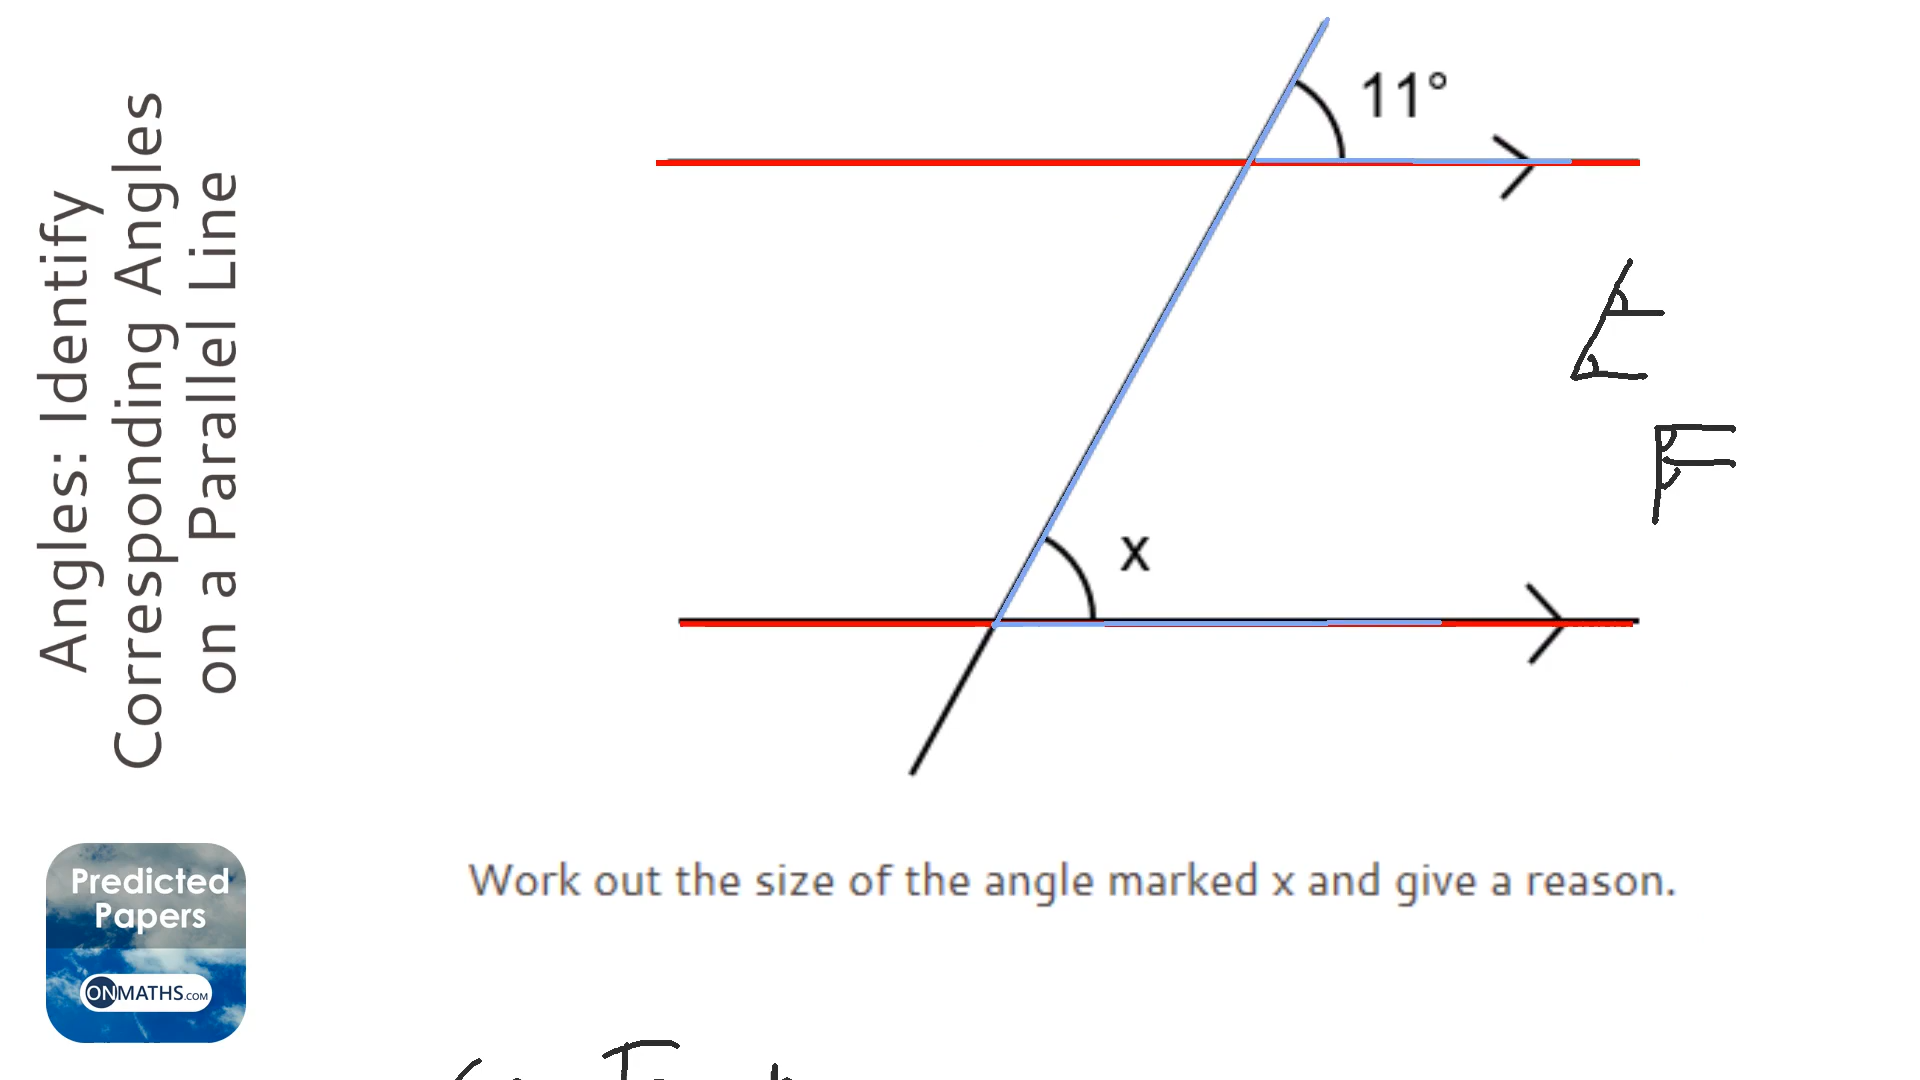 Angles: Identify
Corresponding Angles
on a Parallel Line
11°
x
Work out the size of the angle marked x and give a reason.
Predicted
Papers
ONMATHS.COM